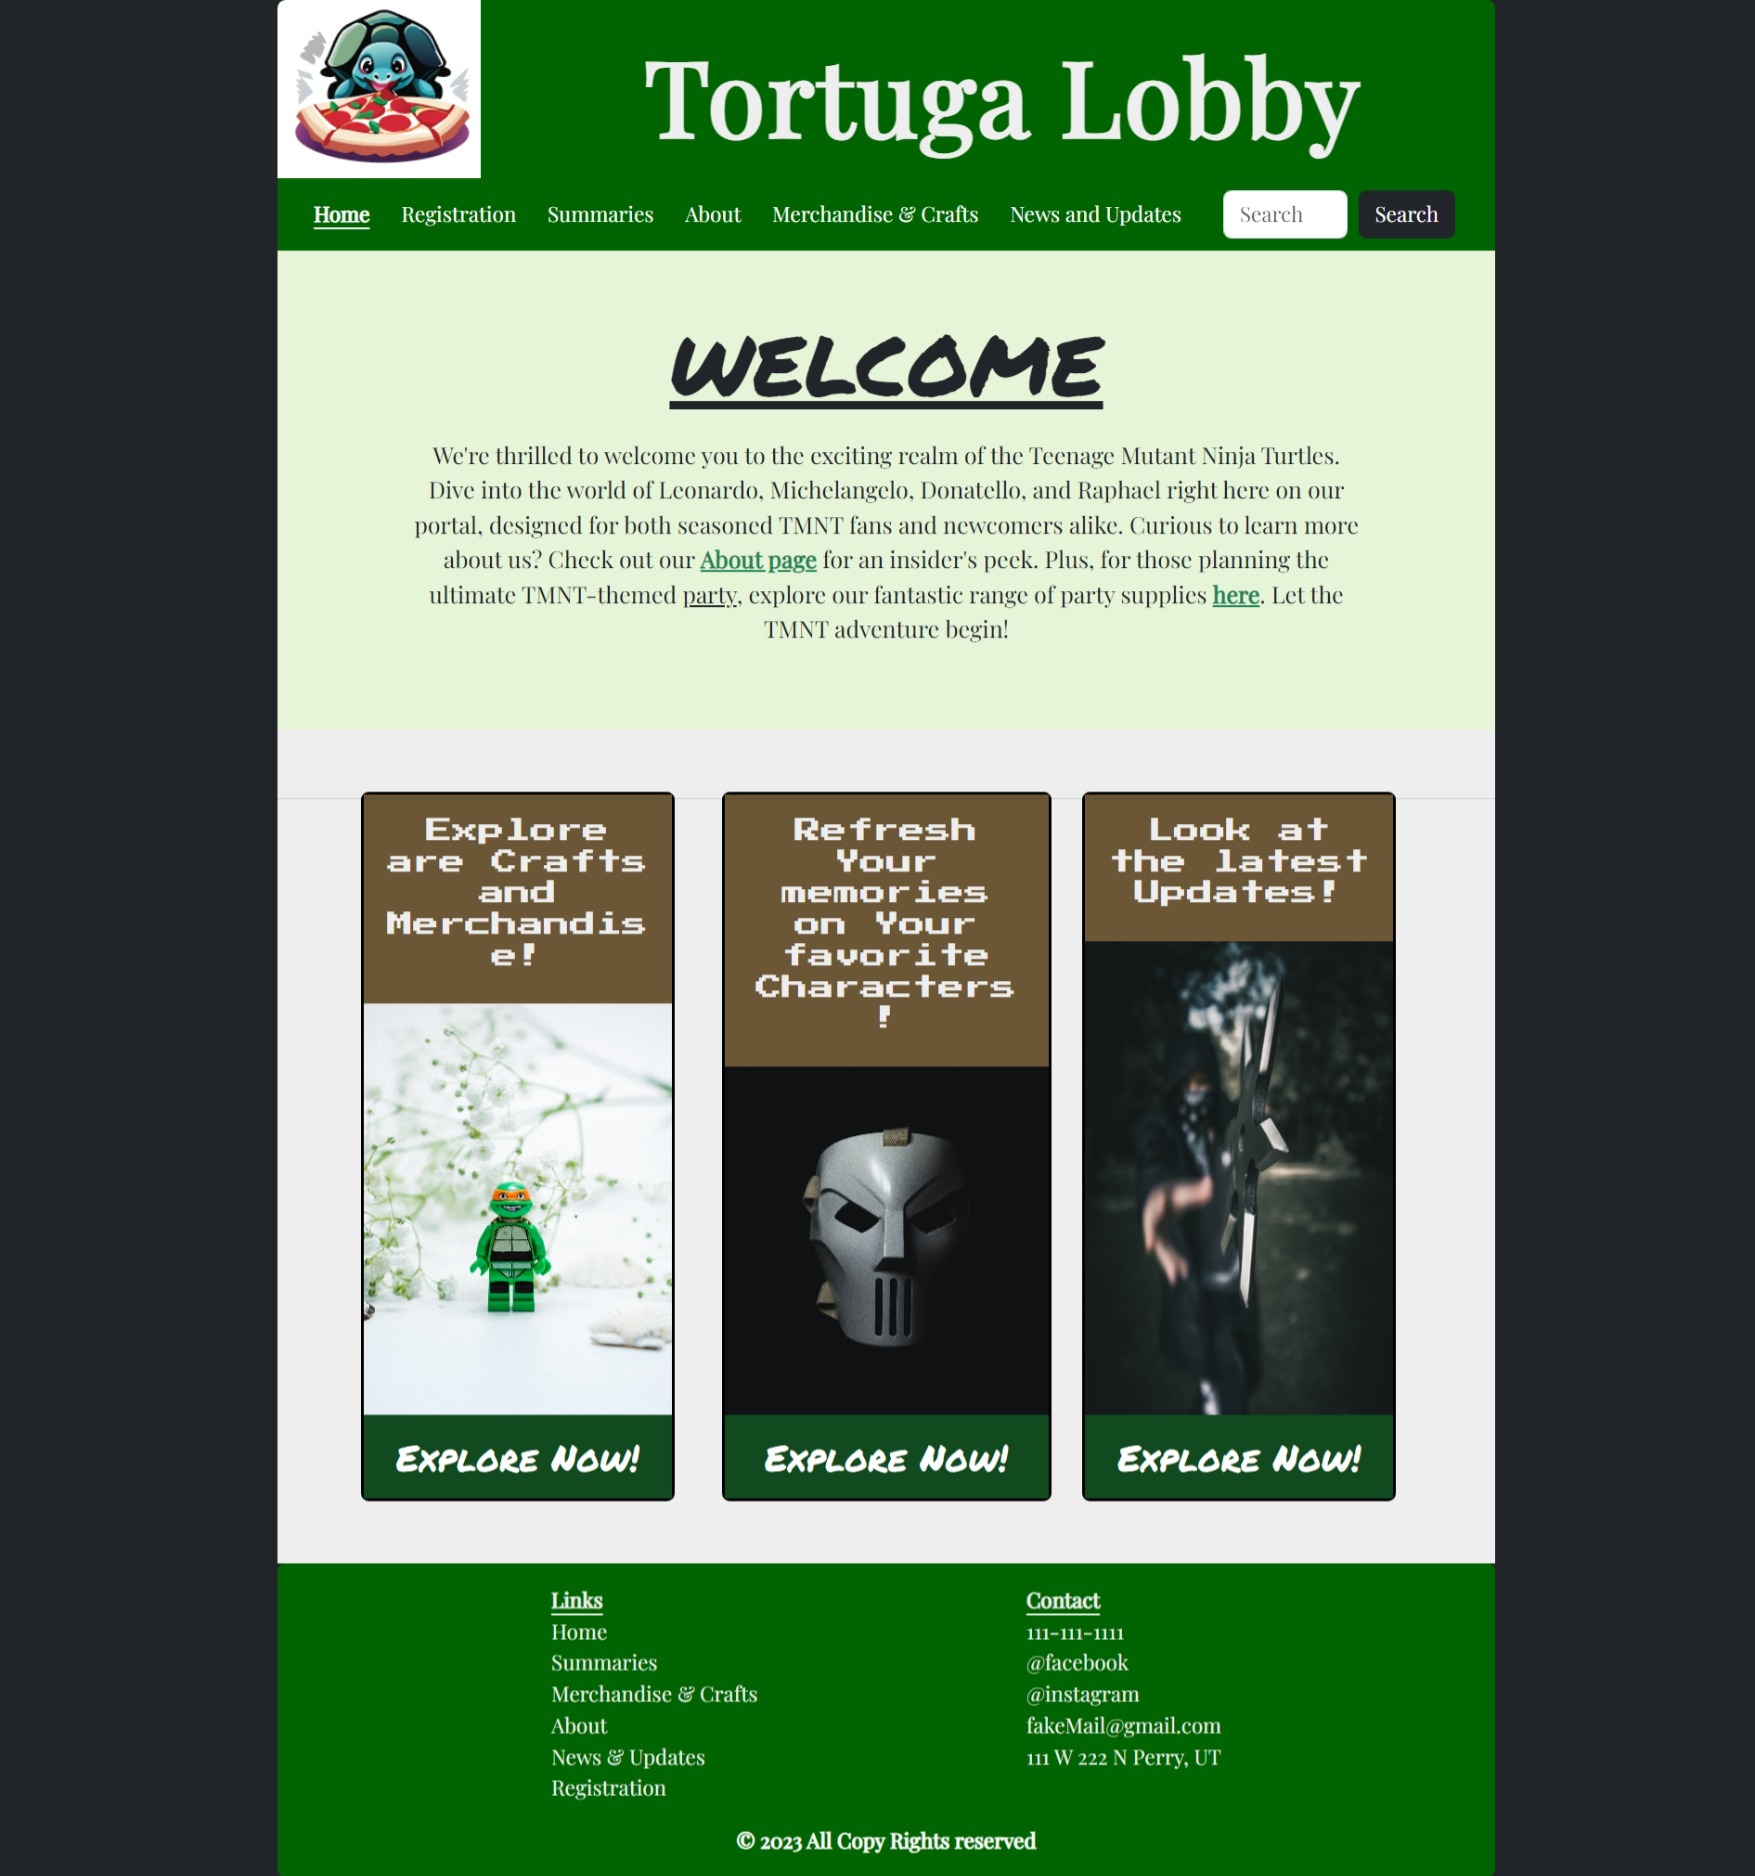 Tortuga Lobby
Home Registration Summaries About Merchandise & Crafts News and Updates Search Search
WELCOME
We're thrilled to welcome you to the exciting realm of the Teenage Mutant Ninja Turtles.
Dive into the world of Leonardo, Michelangelo, Donatello, and Raphael right here on our
portal, designed for both seasoned TMNT fans and newcomers alike. Curious to learn more
about us? Check out our About page for an insider's peek. Plus, for those planning the
ultimate TMNT-themed party, explore our fantastic range of party supplies here. Let the
TMNT adventure begin!
Explore
are Crafts
and
Merchandis
e!
Explore Now!
Refresh
Your
memories
on Your
favorite
Characters
!
Explore Now!
Look at
the latest
Updates!
Explore Now!
Links
Home
Summaries
Merchandise & Crafts
About
News & Updates
Registration
Contact
111-111-1111
@facebook
@instagram
fakeMail@gmail.com
111 W 222 N Perry, UT
© 2023 All Copy Rights reserved